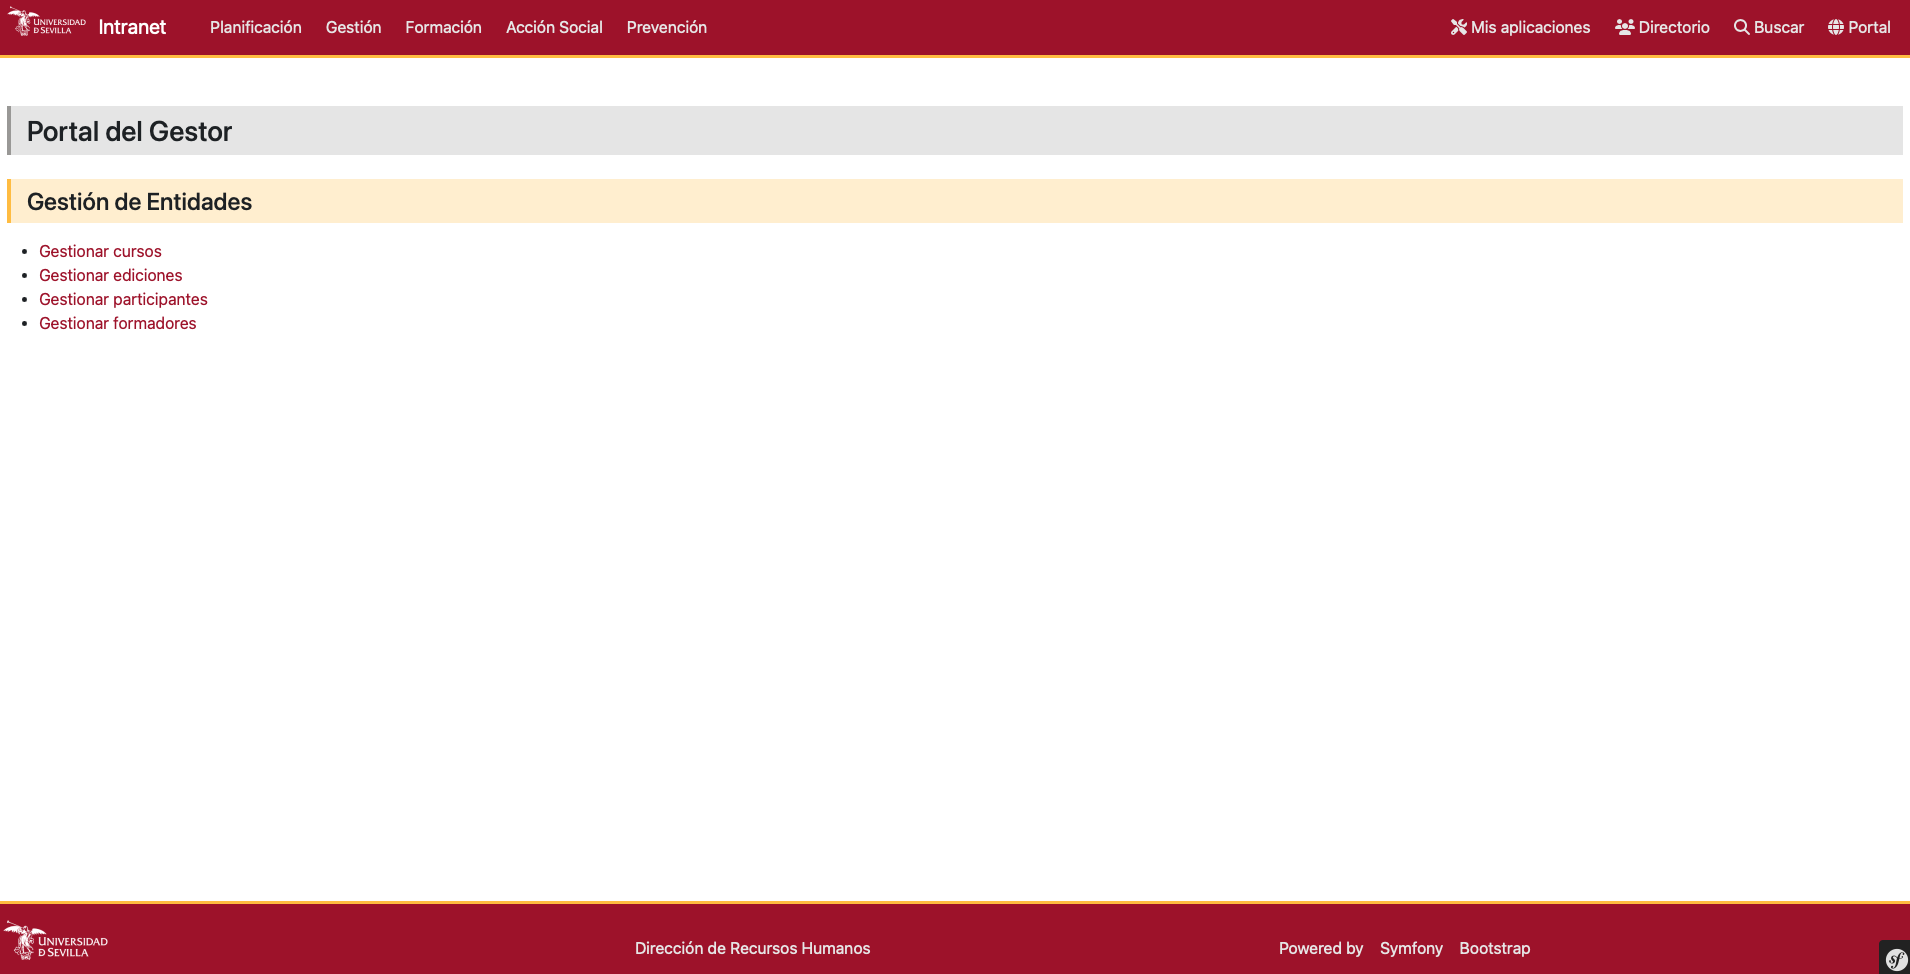 UNIVERSIDAD
D SEVILLA
Intranet
Planificación
Gestión
Formación
Acción Social
Prevención
Mis aplicaciones
Directorio
Buscar
Portal
Portal del Gestor
Gestión de Entidades
Gestionar cursos
Gestionar ediciones
Gestionar participantes
Gestionar formadores
UNIVERSIDAD
D SEVILLA
Dirección de Recursos Humanos
Powered by Symfony Bootstrap
sf